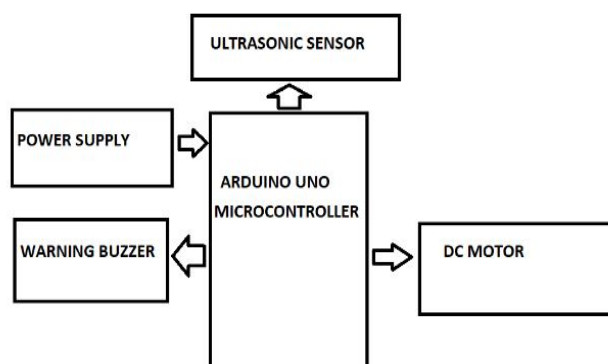 ULTRASONIC SENSOR
POWER SUPPLY
ARDUINO UNO
MICROCONTROLLER
WARNING BUZZER
DC MOTOR